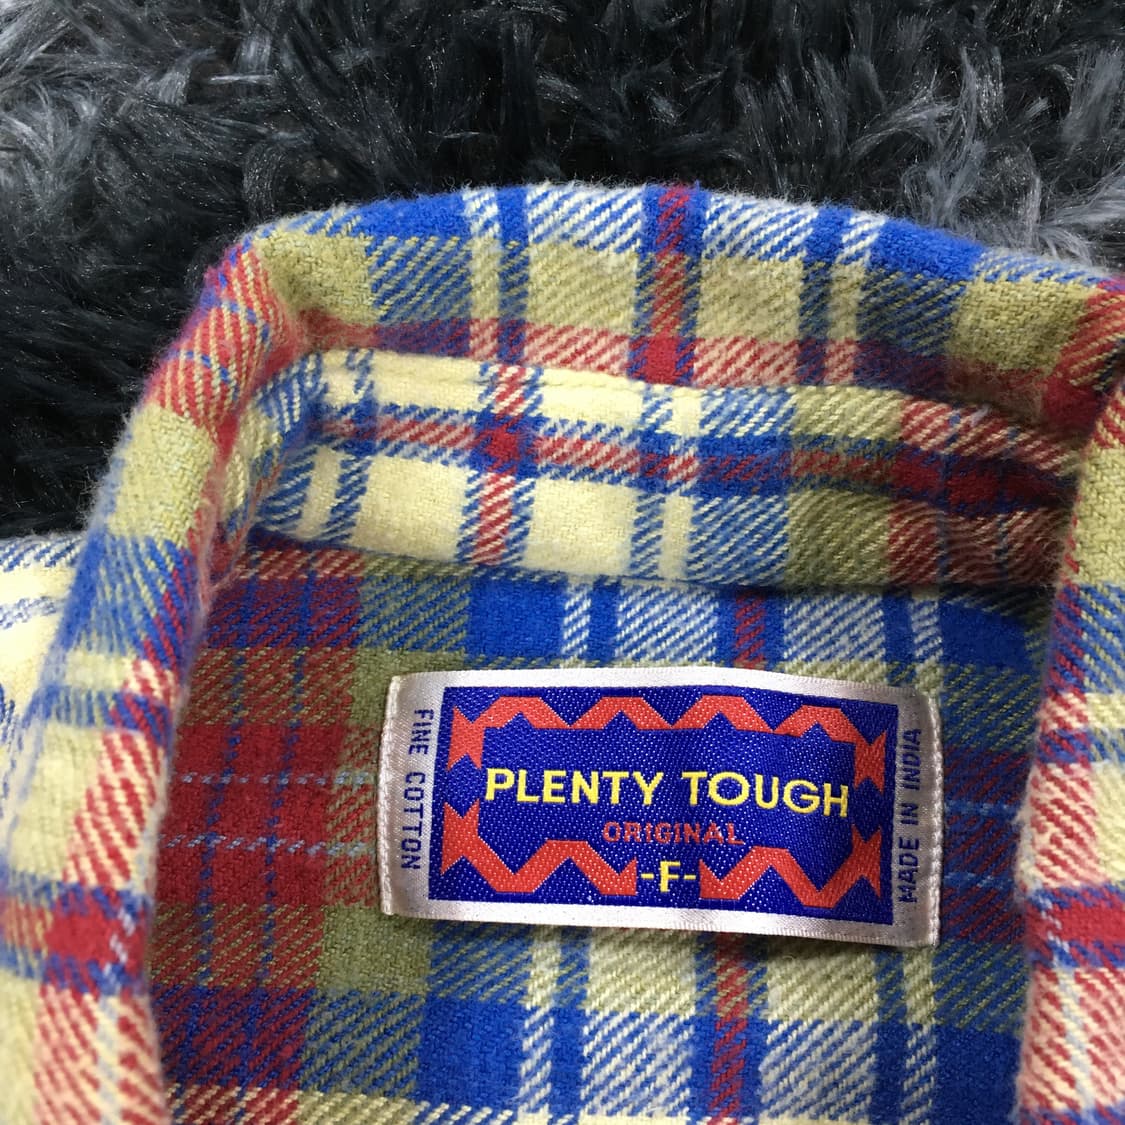 FINE COTTON
PLENTY TOUGH
ORIGINAL
-F-
MADE IN INDIA